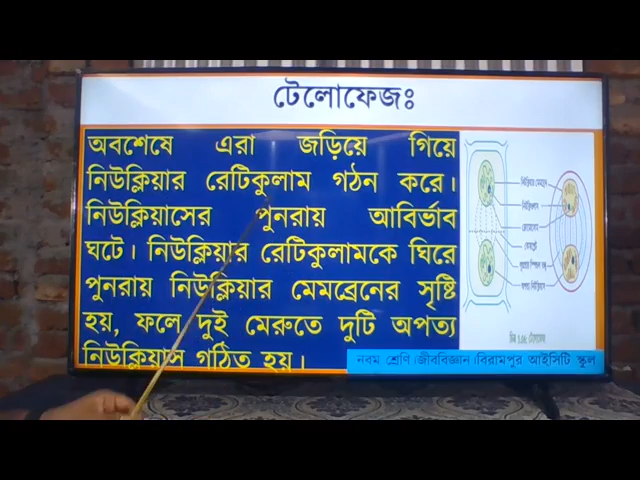 টেলোফেজঃ
অবশেষে এরা জড়িয়ে গিয়ে
নিউক্লিয়ার রেটিকুলাম গঠন করে।
নিউক্লিয়াসের পুনরায় আবির্ভাব
ঘটে। নিউক্লিয়ার রেটিকুলামকে ঘিরে
পুনরায় নিউক্লিয়ার মেমব্রেনের সৃষ্টি
হয়, ফলে দুই মেরুতে দুটি অপত্য
নিউক্লিয়াস গঠিত হয়।
নবম শ্রেণি।জীববিজ্ঞান।বিরামপুর আইসিটি স্কুল